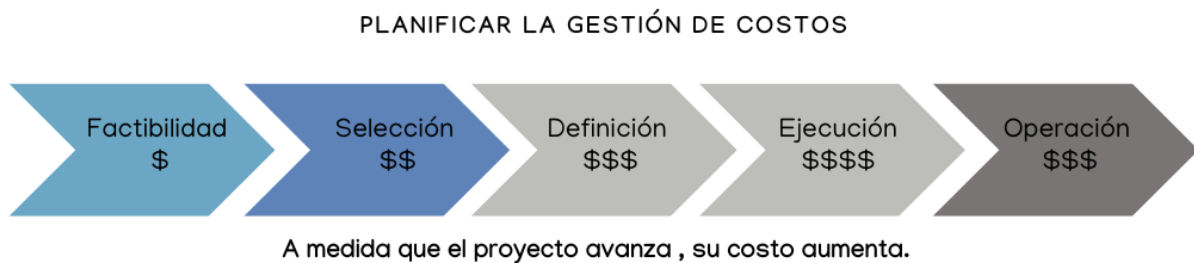 PLANIFICAR LA GESTIÓN DE COSTOS
Factibilidad
$
Selección
$$
Definición
$$$
Ejecución
$$$$
Operación
$$$
A medida que el proyecto avanza , su costo aumenta.